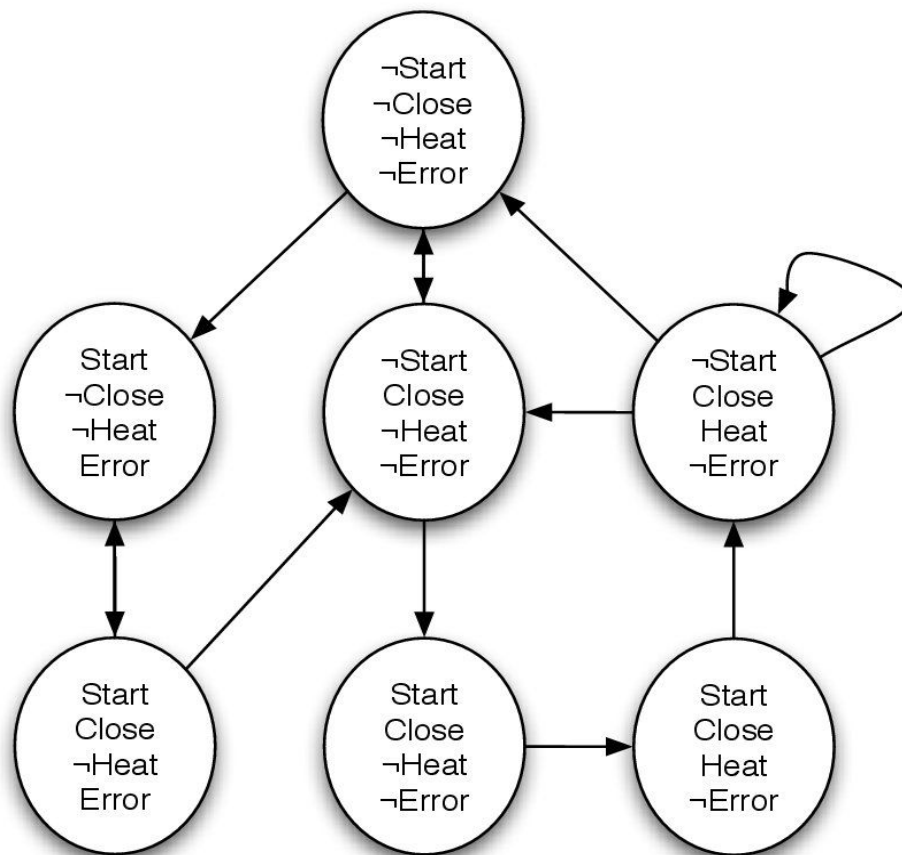 ¬Start
¬Close
¬Heat
¬Error
Start
¬Close
¬Heat
Error
¬Start
Close
¬Heat
¬Error
¬Start
Close
Heat
¬Error
Start
Close
¬Heat
Error
Start
Close
¬Heat
¬Error
Start
Close
Heat
¬Error